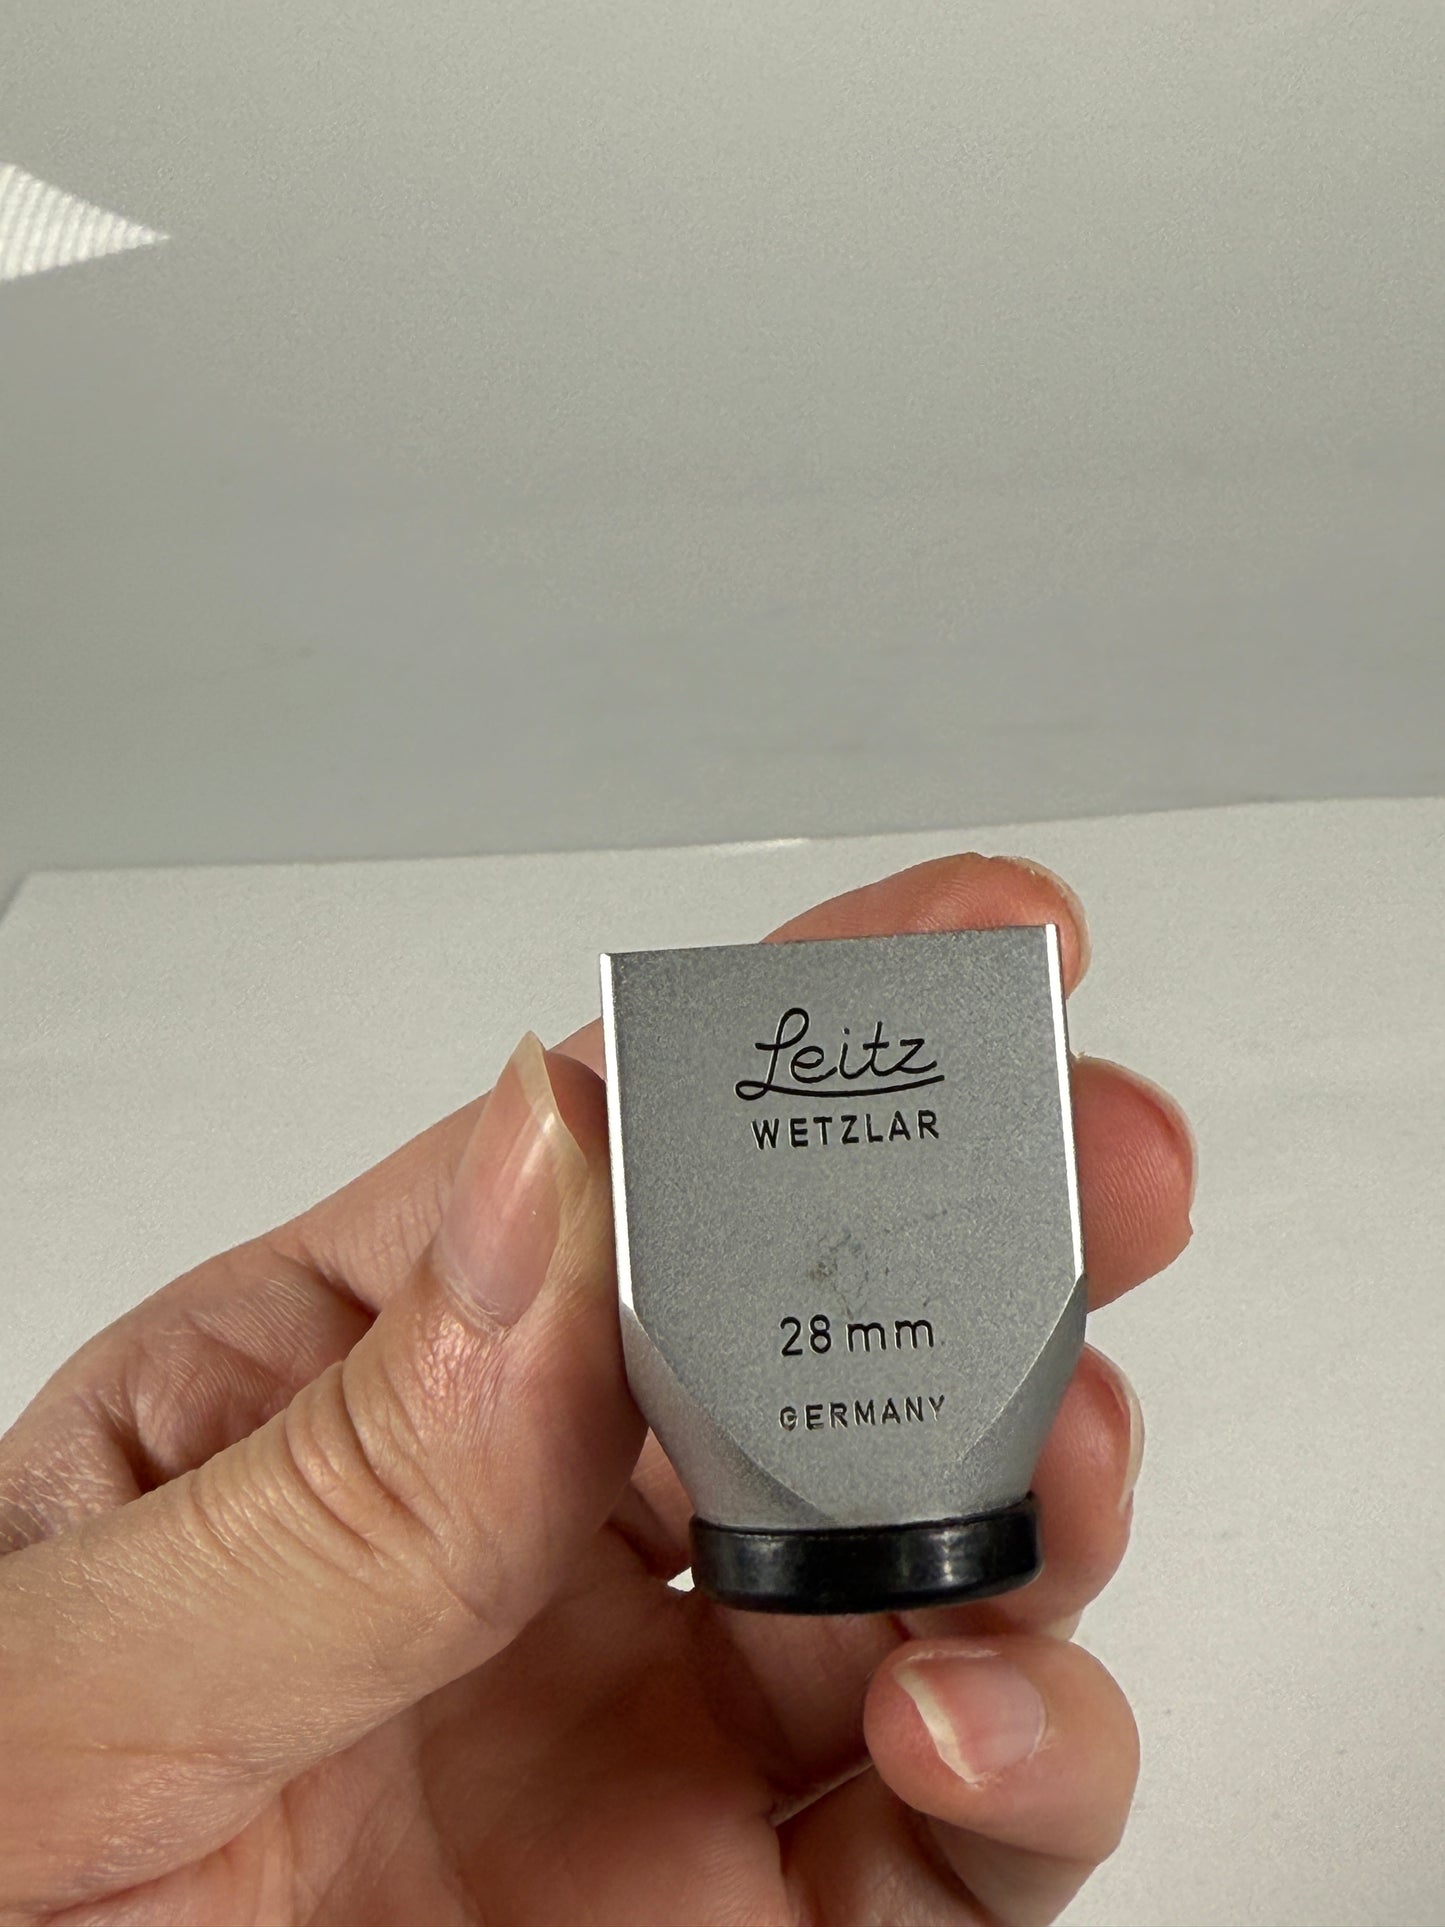 Leitz
WETZLAR
28 mm
GERMANY